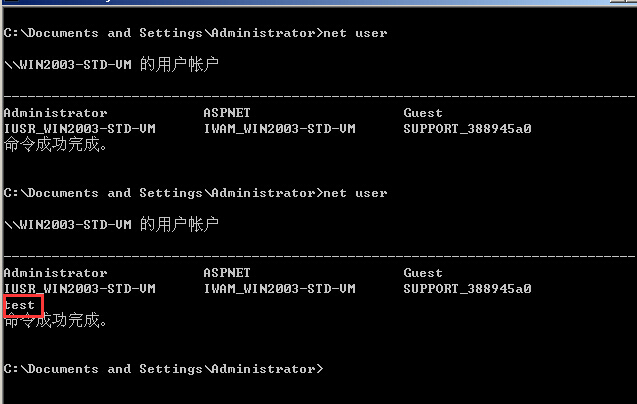 C:\Documents and Settings\Administrator>net user
\\WIN2003-STD-VM 的用户帐户
-------------------------------------------------------------------------------
Administrator ASPNET Guest
IUSR_WIN2003-STD-VM IWAM_WIN2003-STD-VM SUPPORT_388945a0
命令成功完成。
C:\Documents and Settings\Administrator>net user
\\WIN2003-STD-VM 的用户帐户
-------------------------------------------------------------------------------
Administrator ASPNET Guest
IUSR_WIN2003-STD-VM IWAM_WIN2003-STD-VM SUPPORT_388945a0
test
命令成功完成。
C:\Documents and Settings\Administrator>